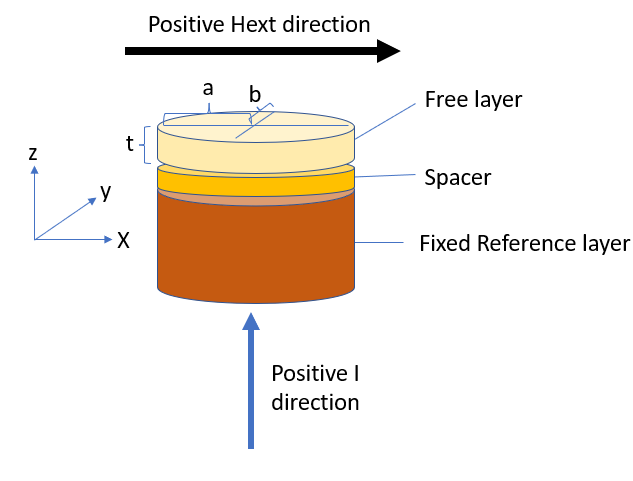 Positive Hext direction
a
b
Free layer
t
z
y
X
Spacer
Fixed Reference layer
Positive I
direction